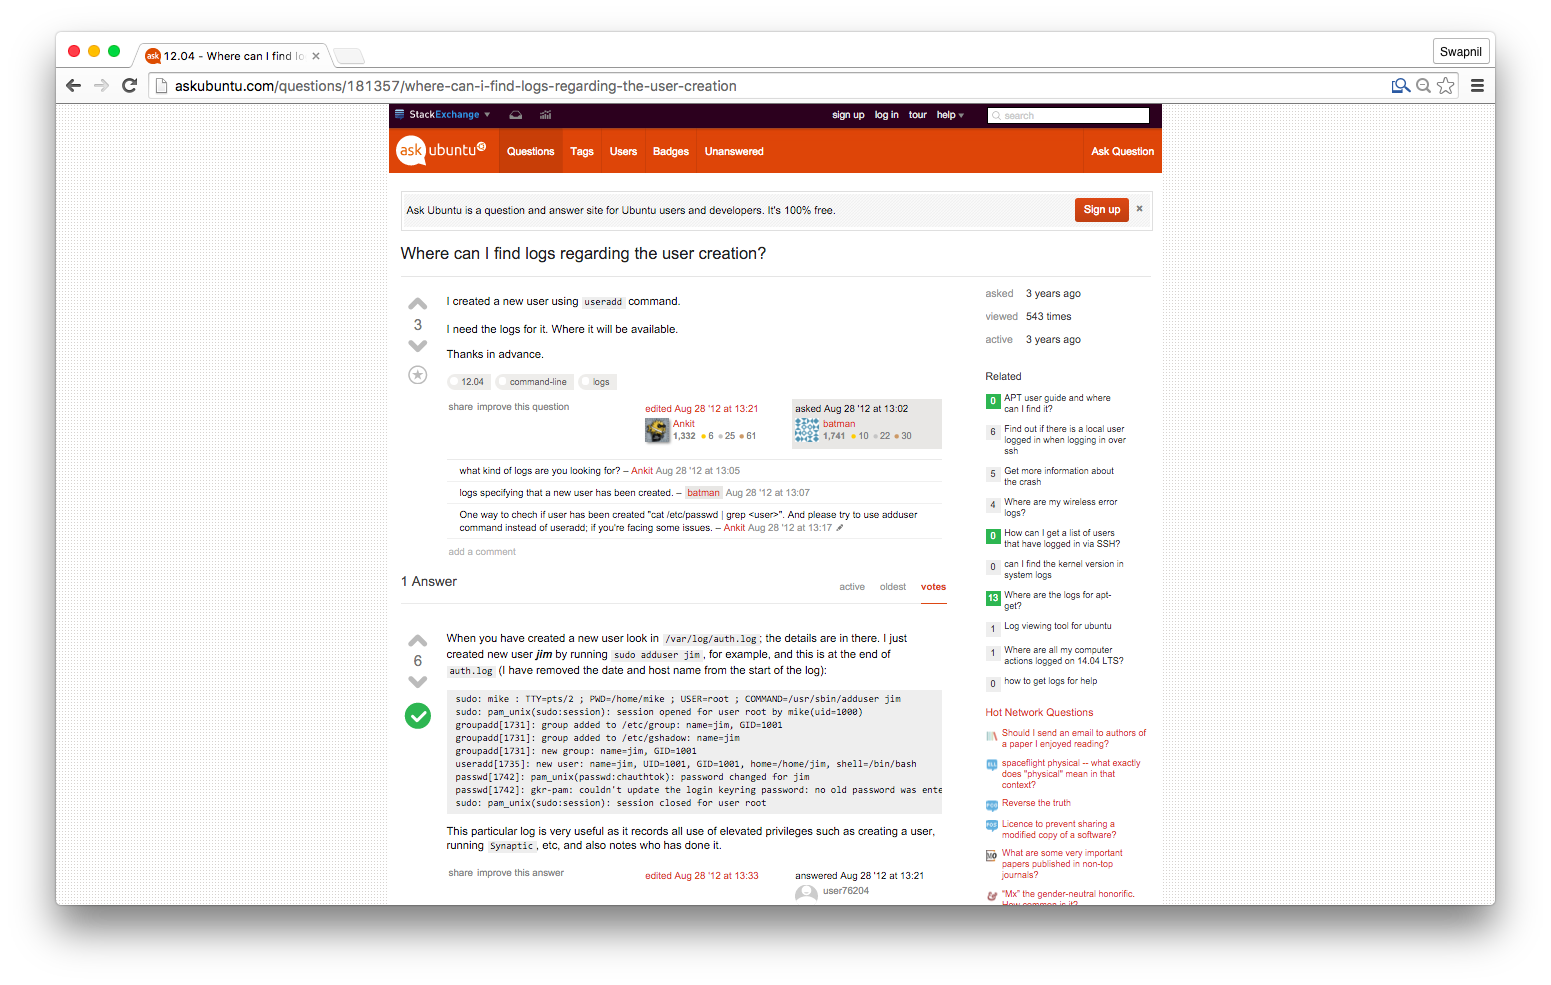 12.04 - Where can I find lo
Swapnil
askubuntu.com/questions/181357/where-can-i-find-logs-regarding-the-user-creation
StackExchange
sign up log in tour help
search
ask ubuntu
Questions Tags Users Badges Unanswered
Ask Question
Ask Ubuntu is a question and answer site for Ubuntu users and developers. It's 100% free.
Sign up
Where can I find logs regarding the user creation?
3
I created a new user using useradd command.
I need the logs for it. Where it will be available.
Thanks in advance.
12.04 command-line logs
share improve this question
edited Aug 28 '12 at 13:21
Ankit
1,332 6 25 61
asked Aug 28 '12 at 13:02
batman
1,741 10 22 30
what kind of logs are you looking for? – Ankit Aug 28 '12 at 13:05
logs specifying that a new user has been created. – batman Aug 28 '12 at 13:07
One way to chech if user has been created "cat /etc/passwd | grep <user>". And please try to use adduser
command instead of useradd; if you're facing some issues. – Ankit Aug 28 '12 at 13:17
add a comment
1 Answer
active oldest votes
6
When you have created a new user look in /var/log/auth.log; the details are in there. I just
created new user jim by running sudo adduser jim, for example, and this is at the end of
auth.log (I have removed the date and host name from the start of the log):
sudo: mike : TTY=pts/2 ; PWD=/home/mike ; USER=root ; COMMAND=/usr/sbin/adduser jim
sudo: pam_unix(sudo:session): session opened for user root by mike(uid=1000)
groupadd[1731]: group added to /etc/group: name=jim, GID=1001
groupadd[1731]: group added to /etc/gshadow: name=jim
groupadd[1731]: new group: name=jim, GID=1001
useradd[1735]: new user: name=jim, UID=1001, GID=1001, home=/home/jim, shell=/bin/bash
passwd[1742]: pam_unix(passwd:chauthtok): password changed for jim
passwd[1742]: gkr-pam: couldn't update the login keyring password: no old password was ente
sudo: pam_unix(sudo:session): session closed for user root
This particular log is very useful as it records all use of elevated privileges such as creating a user,
running Synaptic, etc, and also notes who has done it.
share improve this answer
edited Aug 28 '12 at 13:33
answered Aug 28 '12 at 13:21
user76204
asked 3 years ago
viewed 543 times
active 3 years ago
Related
0 APT user guide and where
can I find it?
6 Find out if there is a local user
logged in when logging in over
ssh
5 Get more information about
the crash
4 Where are my wireless error
logs?
0 How can I get a list of users
that have logged in via SSH?
0 can I find the kernel version in
system logs
13 Where are the logs for apt-
get?
1 Log viewing tool for ubuntu
1 Where are all my computer
actions logged on 14.04 LTS?
0 how to get logs for help
Hot Network Questions
Should I send an email to authors of
a paper I enjoyed reading?
spaceflight physical -- what exactly
does "physical" mean in that
context?
Reverse the truth
Licence to prevent sharing a
modified copy of a software?
What are some very important
papers published in non-top
journals?
"Mx" the gender-neutral honorific.
How common is it?